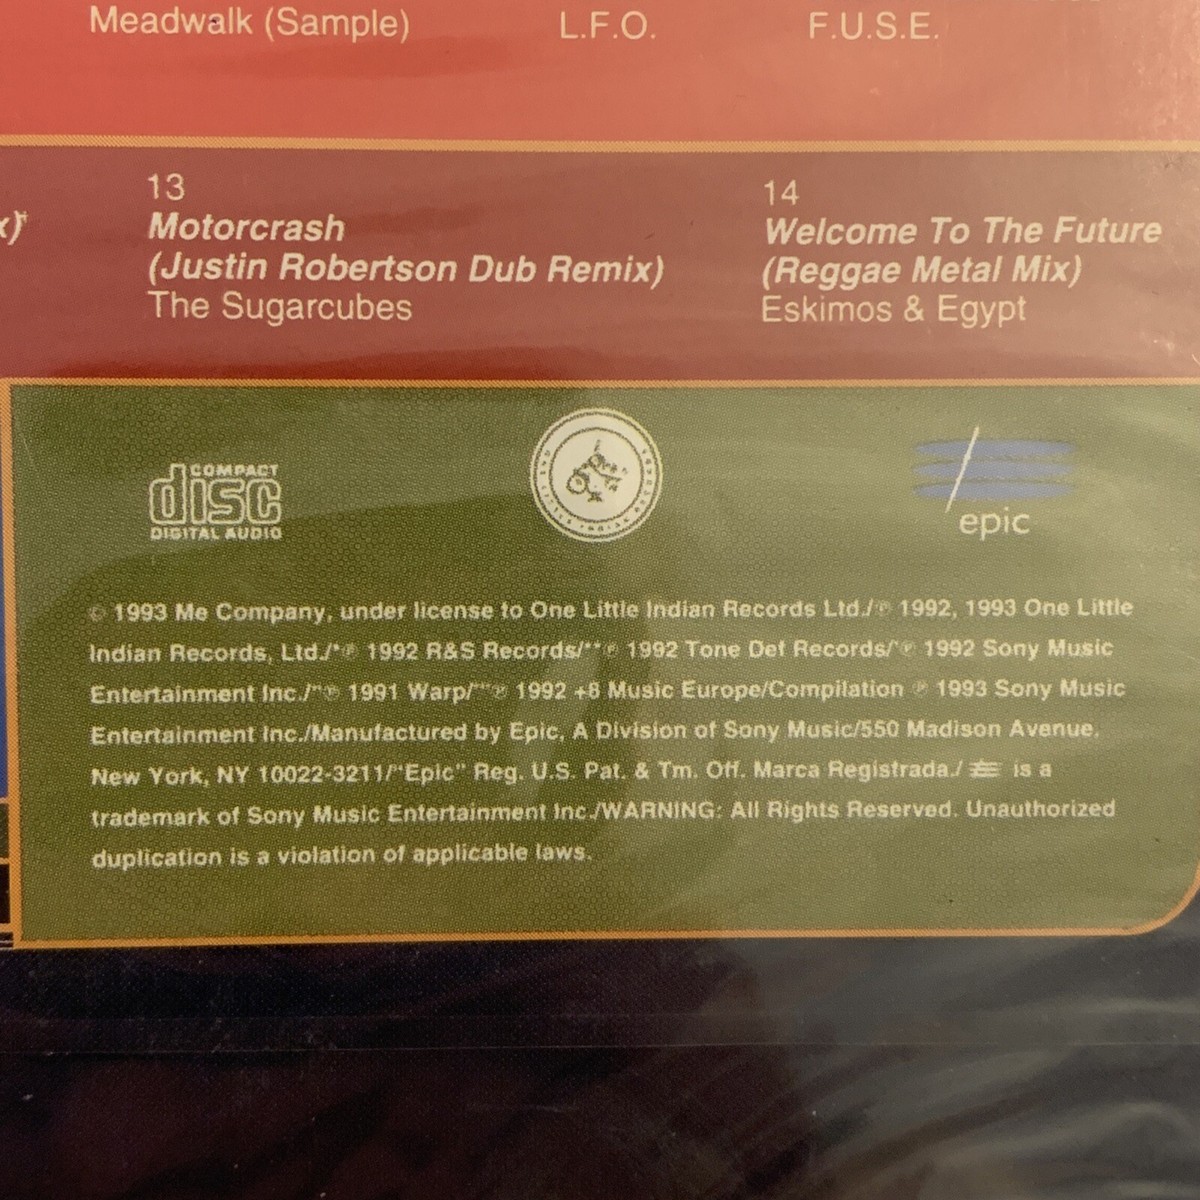 Meadwalk (Sample) L.F.O. F.U.S.E.
x)
13
Motorcrash
(Justin Robertson Dub Remix)
The Sugarcubes
14
Welcome To The Future
(Reggae Metal Mix)
Eskimos & Egypt
COMPACT
disc
DIGITAL AUDIO
ONE LITTLE INDIAN RECORDS
epic
© 1993 Me Company, under license to One Little Indian Records Ltd./℗ 1992, 1993 One Little
Indian Records, Ltd./*℗ 1992 R&S Records/**℗ 1992 Tone Def Records/℗ 1992 Sony Music
Entertainment Inc./℗ 1991 Warp/℗ 1992 +8 Music Europe/Compilation ℗ 1993 Sony Music
Entertainment Inc./Manufactured by Epic, A Division of Sony Music/550 Madison Avenue,
New York, NY 10022-3211/"Epic" Reg. U.S. Pat. & Tm. Off. Marca Registrada./ is a
trademark of Sony Music Entertainment Inc./WARNING: All Rights Reserved. Unauthorized
duplication is a violation of applicable laws.